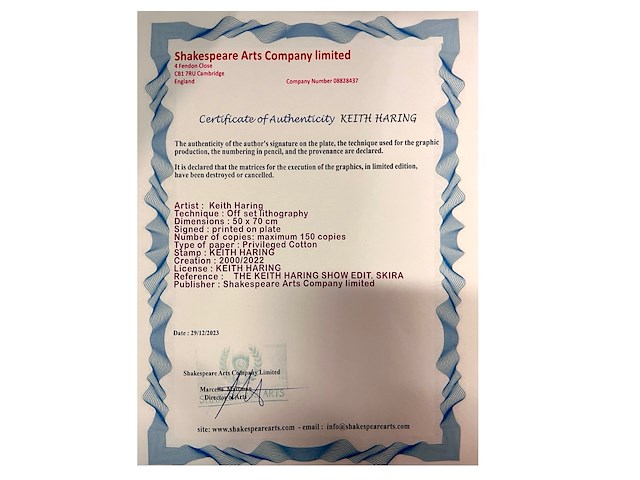 Shakespeare Arts Company limited
4 Fendon Close
CB1 7RU Cambridge
England
Company Number 08828437
Certificate of Authenticity KEITH HARING
The authenticity of the author's signature on the plate, the technique used for the graphic
production, the numbering in pencil, and the provenance are declared.
It is declared that the matrices for the execution of the graphics, in limited edition,
have been destroyed or cancelled.
Artist : Keith Haring
Technique : Off set lithography
Dimensions : 50 x 70 cm
Signed : printed on plate
Number of copies: maximum 150 copies
Type of paper : Privileged Cotton
Stamp : KEITH HARING
Creation : 2000/2022
License : KEITH HARING
Reference : THE KEITH HARING SHOW EDIT. SKIRA
Publisher : Shakespeare Arts Company limited
Date : 29/12/2023
Shakespeare Arts Company Limited
Director of Arts
ARTS
site: www.shakespearearts.com - email : info@shakespearearts.com